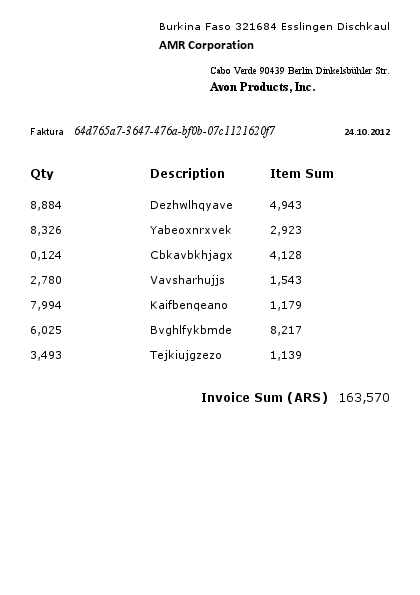 Burkina Faso 321684 Esslingen Dischkaul
AMR Corporation
Cabo Verde 90439 Berlin Dinkelsbühler Str.
Avon Products, Inc.
Faktura 64d765a7-3647-476a-bf0b-07c1121620f7 24.10.2012
Qty Description Item Sum
8,884 Dezhwlhqyave 4,943
8,326 Yabeoxnrxvek 2,923
0,124 Cbkavbkhjagx 4,128
2,780 Vavsharhujjs 1,543
7,994 Kaifbenqeano 1,179
6,025 Bvghlfykbmde 8,217
3,493 Tejkiujgzezo 1,139
Invoice Sum (ARS) 163,570